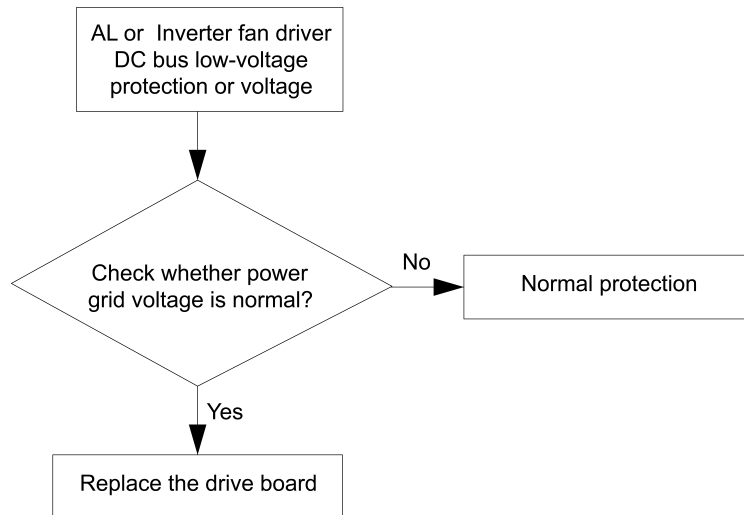 AL or Inverter fan driver
DC bus low-voltage
protection or voltage
Check whether power
grid voltage is normal?
No
Normal protection
Yes
Replace the drive board